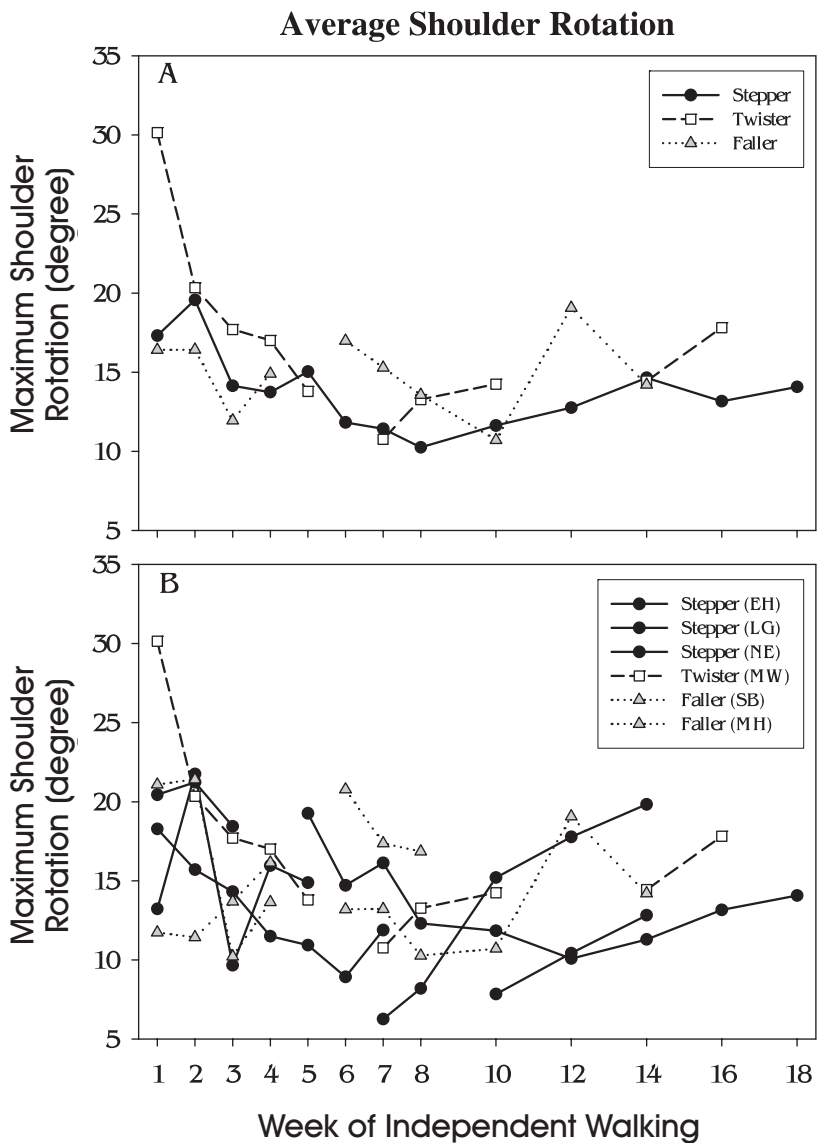 Average Shoulder Rotation
35
30
25
20
15
10
5
Maximum Shoulder
Rotation (degree)
A
Stepper
Twister
Faller
35
30
25
20
15
10
5
Maximum Shoulder
Rotation (degree)
B
Stepper (EH)
Stepper (LG)
Stepper (NE)
Twister (MW)
Faller (SB)
Faller (MH)
1 2 3 4 5 6 7 8 10 12 14 16 18
Week of Independent Walking